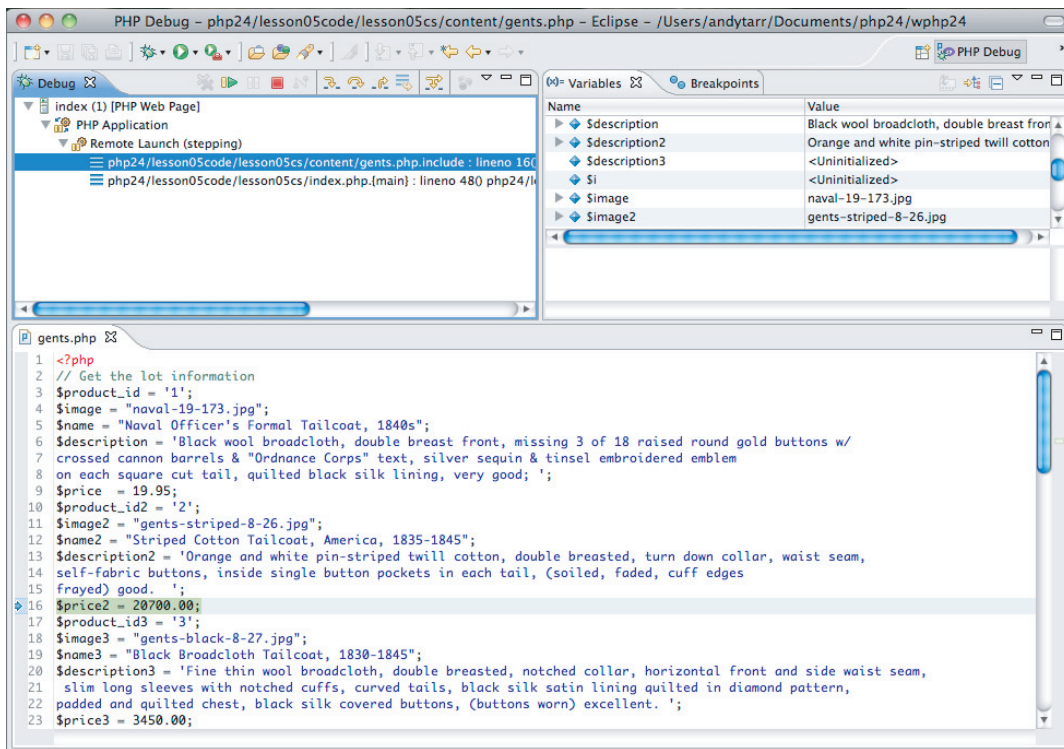 PHP Debug - php24/lesson05code/lesson05cs/content/gents.php - Eclipse - /Users/andytarr/Documents/php24/wphp24
PHP Debug
Debug
index (1) [PHP Web Page]
PHP Application
Remote Launch (stepping)
php24/lesson05code/lesson05cs/content/gents.php.include : lineno 16()
php24/lesson05code/lesson05cs/index.php.{main} : lineno 48() php24/l
(x)= Variables
Breakpoints
Name Value
$description Black wool broadcloth, double breast fron
$description2 Orange and white pin-striped twill cotton
$description3 <Uninitialized>
$i <Uninitialized>
$image naval-19-173.jpg
$image2 gents-striped-8-26.jpg
gents.php
1 <?php
2 // Get the lot information
3 $product_id = '1';
4 $image = "naval-19-173.jpg";
5 $name = "Naval Officer's Formal Tailcoat, 1840s";
6 $description = 'Black wool broadcloth, double breast front, missing 3 of 18 raised round gold buttons w/
7 crossed cannon barrels & "Ordnance Corps" text, silver sequin & tinsel embroidered emblem
8 on each square cut tail, quilted black silk lining, very good; ';
9 $price  = 19.95;
10 $product_id2 = '2';
11 $image2 = "gents-striped-8-26.jpg";
12 $name2 = "Striped Cotton Tailcoat, America, 1835-1845";
13 $description2 = 'Orange and white pin-striped twill cotton, double breasted, turn down collar, waist seam,
14 self-fabric buttons, inside single button pockets in each tail, (soiled, faded, cuff edges
15 frayed) good.  ';
16 $price2 = 20700.00;
17 $product_id3 = '3';
18 $image3 = "gents-black-8-27.jpg";
19 $name3 = "Black Broadcloth Tailcoat, 1830-1845";
20 $description3 = 'Fine thin wool broadcloth, double breasted, notched collar, horizontal front and side waist seam,
21  slim long sleeves with notched cuffs, curved tails, black silk satin lining quilted in diamond pattern,
22 padded and quilted chest, black silk covered buttons, (buttons worn) excellent. ';
23 $price3 = 3450.00;